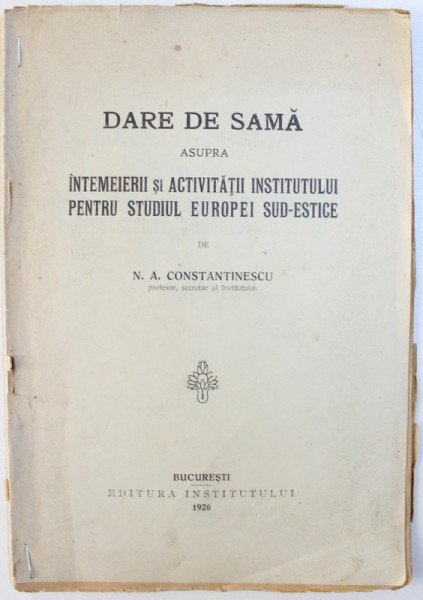 DARE DE SAMĂ
ASUPRA
ÎNTEMEIERII ȘI ACTIVITĂȚII INSTITUTULUI
PENTRU STUDIUL EUROPEI SUD-ESTICE
DE
N. A. CONSTANTINESCU
profesor, secretar al Institutului.
BUCUREȘTI
EDITURA INSTITUTULUI
1926